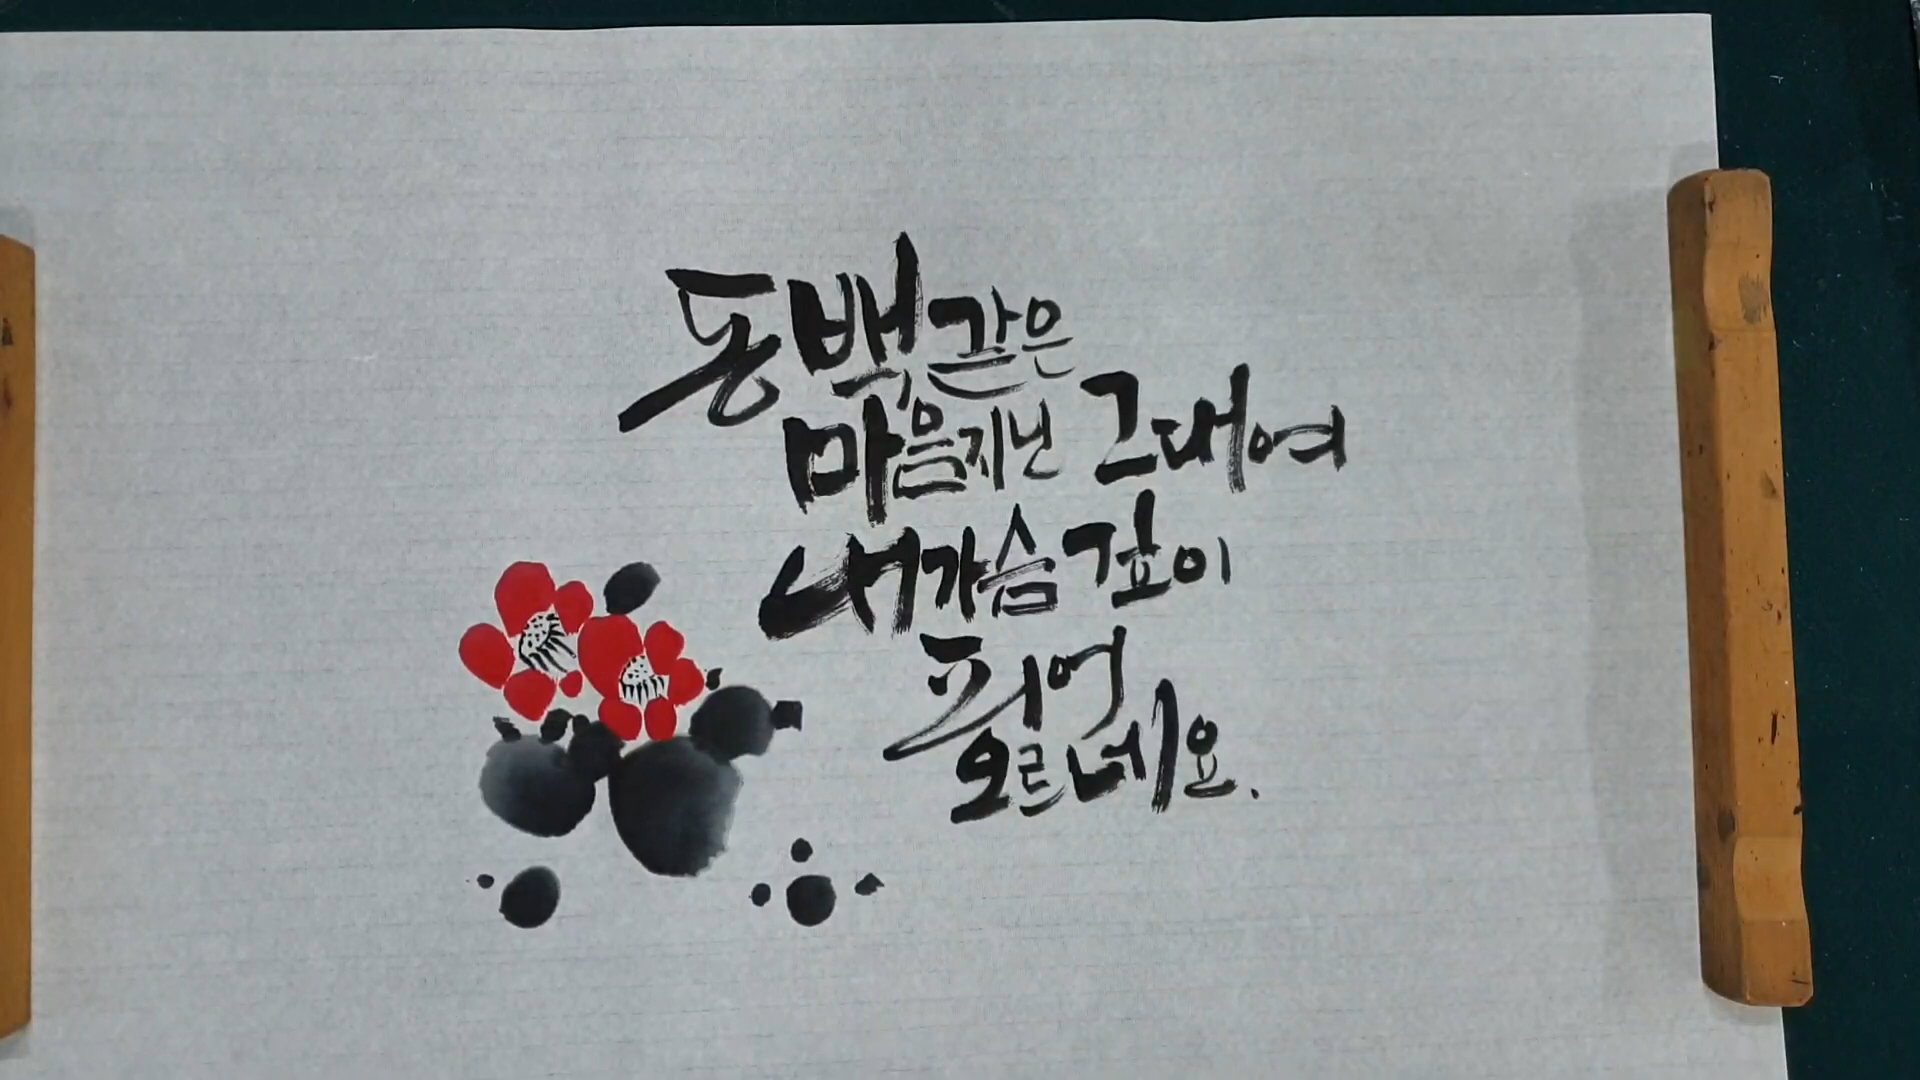 동백같은
마음지닌 그대여
내가슴 깊이
피어
오르네요.